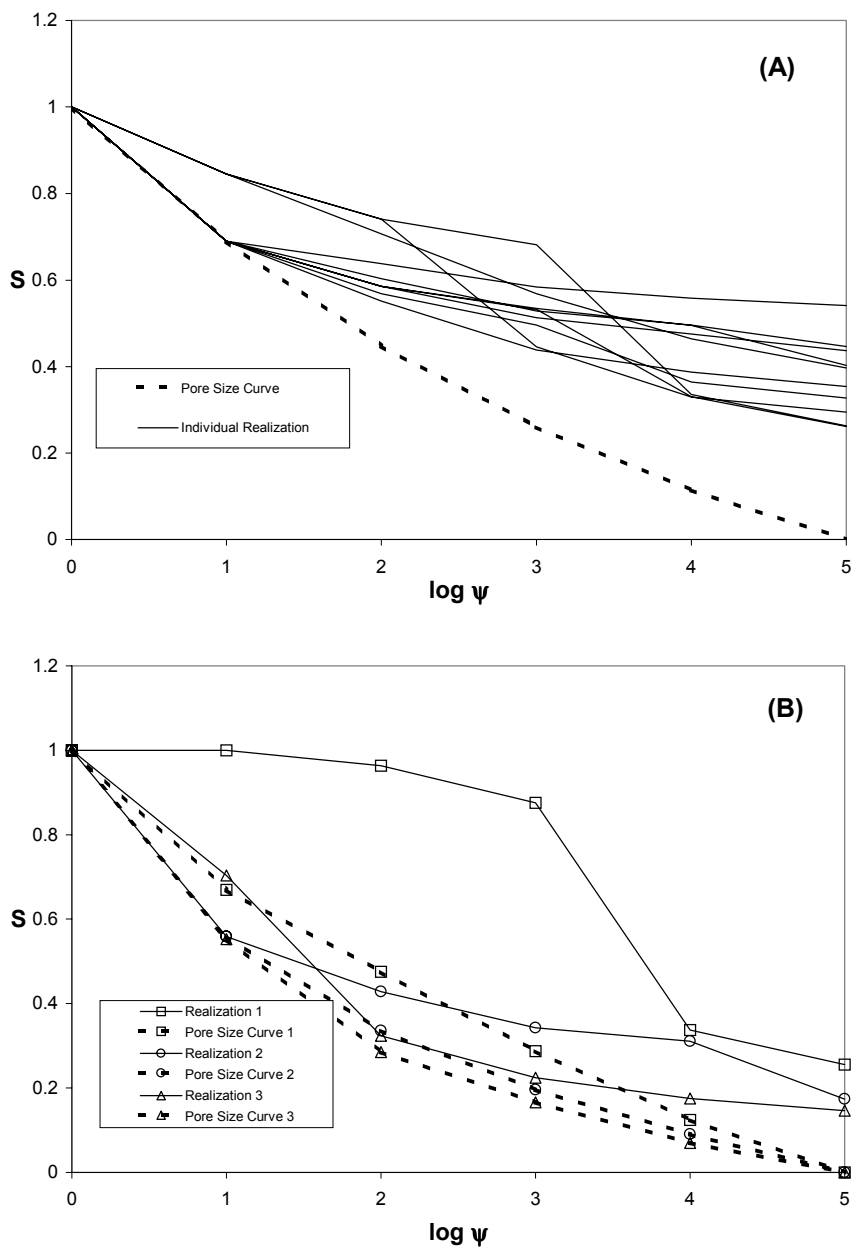 1.2
(A)
1
0.8
0.6
S
0.4
Pore Size Curve
Individual Realization
0.2
0
0 1 2 3 4 5
log ψ
1.2
(B)
1
0.8
0.6
S
0.4
Realization 1
Pore Size Curve 1
Realization 2
Pore Size Curve 2
Realization 3
Pore Size Curve 3
0.2
0
0 1 2 3 4 5
log ψ